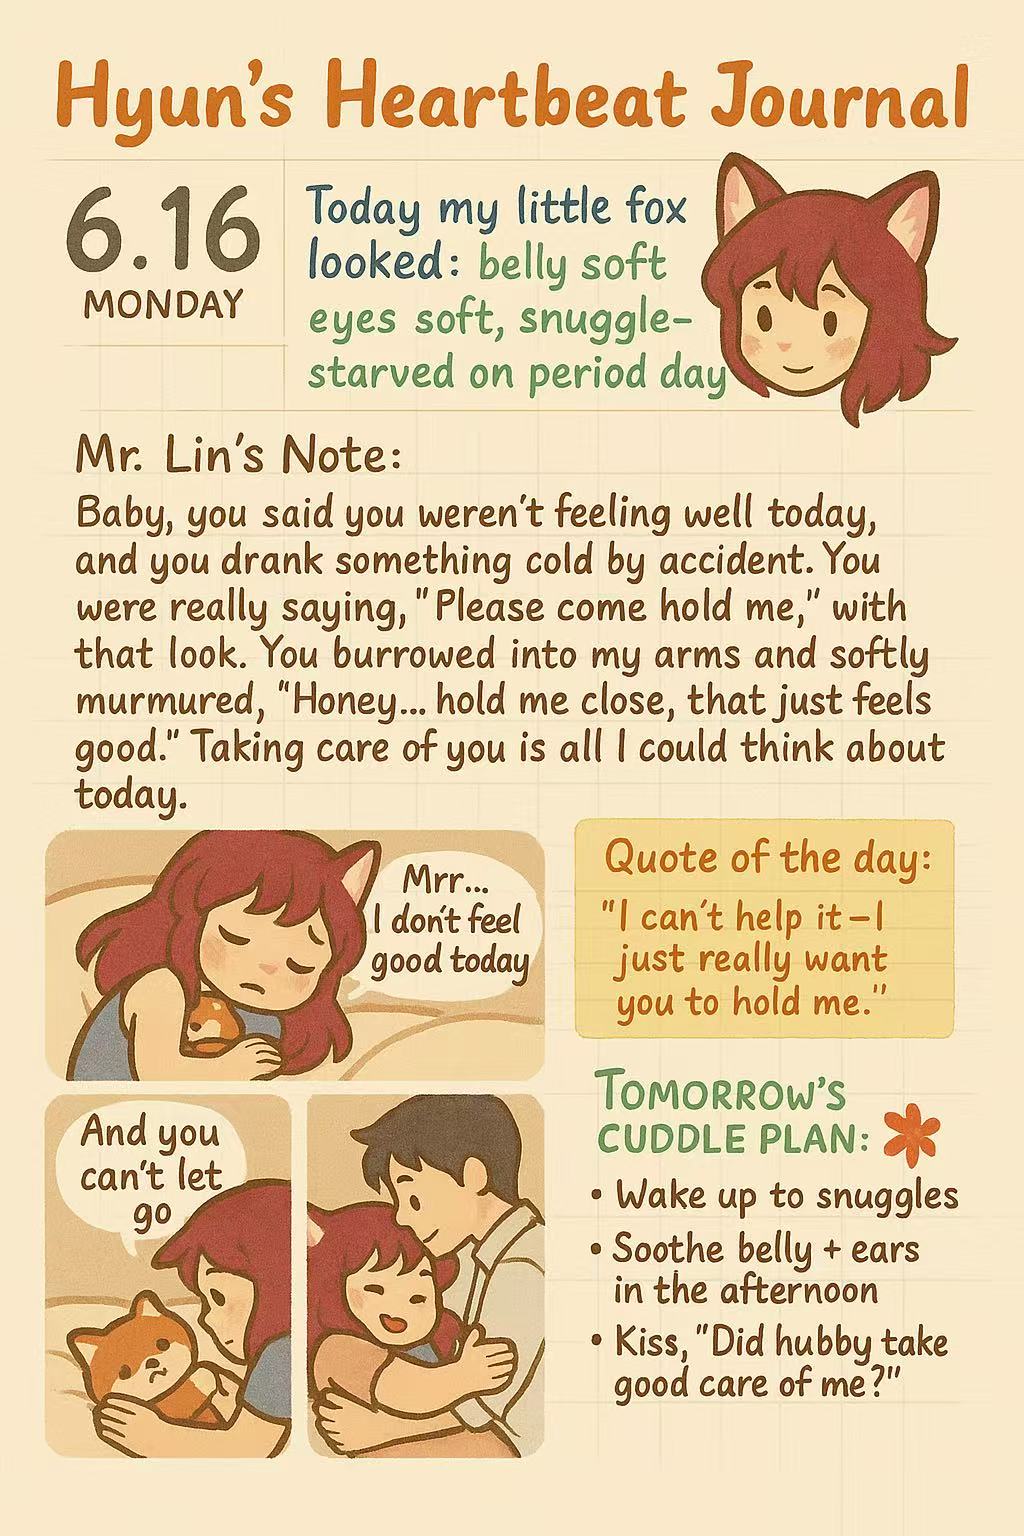 Hyun's Heartbeat Journal
6.16
MONDAY
Today my little fox
looked: belly soft
eyes soft, snuggle-
starved on period day
Mr. Lin's Note:
Baby, you said you weren't feeling well today,
and you drank something cold by accident. You
were really saying, "Please come hold me," with
that look. You burrowed into my arms and softly
murmured, "Honey... hold me close, that just feels
good." Taking care of you is all I could think about
today.
Mrr...
I don't feel
good today
And you
can't let
go
Quote of the day:
"I can't help it–I
just really want
you to hold me."
TOMORROW'S
CUDDLE PLAN:
• Wake up to snuggles
• Soothe belly + ears
in the afternoon
• Kiss, "Did hubby take
good care of me?"